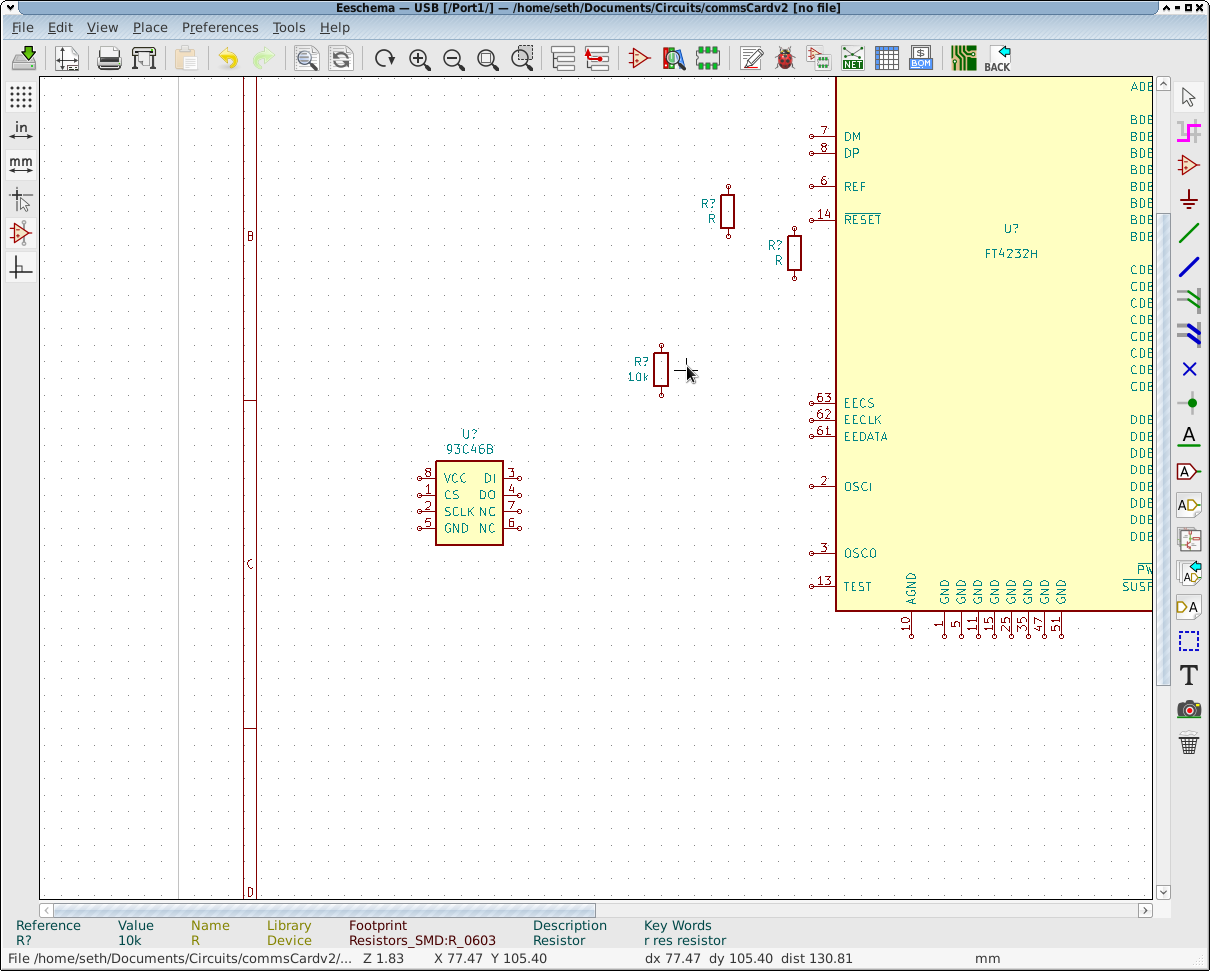 Eeschema — USB [/Port1/] — /home/seth/Documents/Circuits/commsCardv2 [no file]
File Edit View Place Preferences Tools Help
NET
BOM
BACK
in
mm
A
A
A
A
A
T
B
C
D
R?
R
R?
R
R?
10k
U?
93C46B
8 VCC DI 3
1 CS DO 4
2 SCLK NC 7
5 GND NC 6
U?
FT4232H
7 DM
8 DP
6 REF
14 RESET
63 EECS
62 EECLK
61 EEDATA
2 OSCI
3 OSCO
13 TEST
ADB
BDB
BDB
BDB
BDB
BDB
BDB
BDB
BDB
CDB
CDB
CDB
CDB
CDB
CDB
CDB
CDB
DDB
DDB
DDB
DDB
DDB
DDB
DDB
DDB
PW
SUSP
AGND GND GND GND GND GND GND GND GND
10 1 5 11 15 25 35 47 51
Reference Value Name Library Footprint Description Key Words
R? 10k R Device Resistors_SMD:R_0603 Resistor r res resistor
File /home/seth/Documents/Circuits/commsCardv2/... Z 1.83 X 77.47 Y 105.40 dx 77.47 dy 105.40 dist 130.81 mm